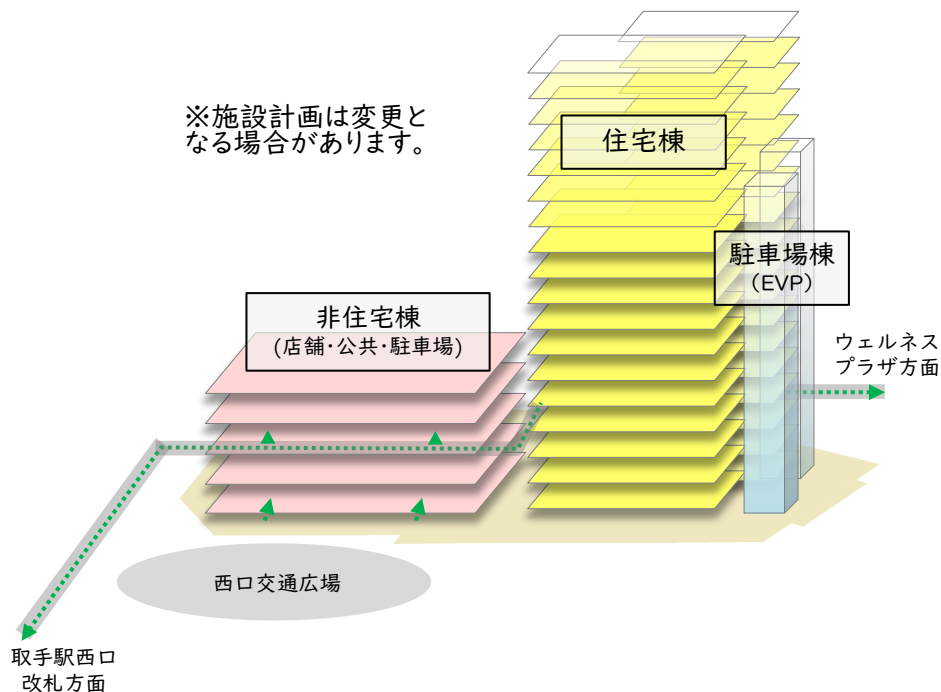 ※施設計画は変更と
なる場合があります。
住宅棟
駐車場棟
（EVP）
非住宅棟
(店舗・公共・駐車場)
ウェルネス
プラザ方面
西口交通広場
取手駅西口
改札方面